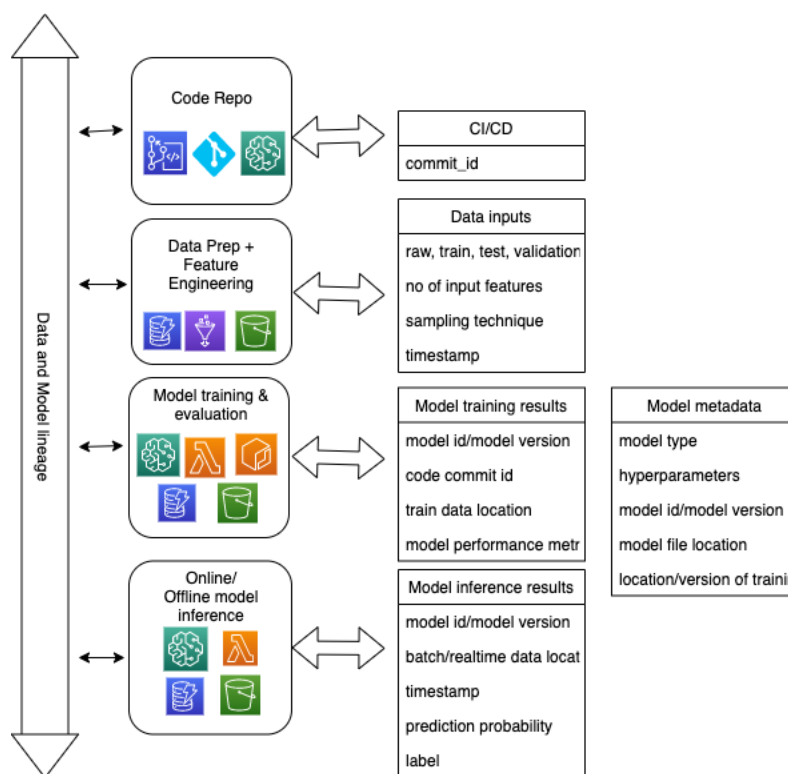 Data and Model lineage
Code Repo
CI/CD
commit_id
Data Prep +
Feature
Engineering
Data inputs
raw, train, test, validation
no of input features
sampling technique
timestamp
Model training &
evaluation
Model training results
model id/model version
code commit id
train data location
model performance metr
Model metadata
model type
hyperparameters
model id/model version
model file location
location/version of traini
Online/
Offline model
inference
Model inference results
model id/model version
batch/realtime data locat
timestamp
prediction probability
label